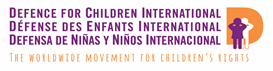 Defence for Children International
Défense des Enfants International
Defensa de Niñas y Niños Internacional
The worldwide movement for children's rights